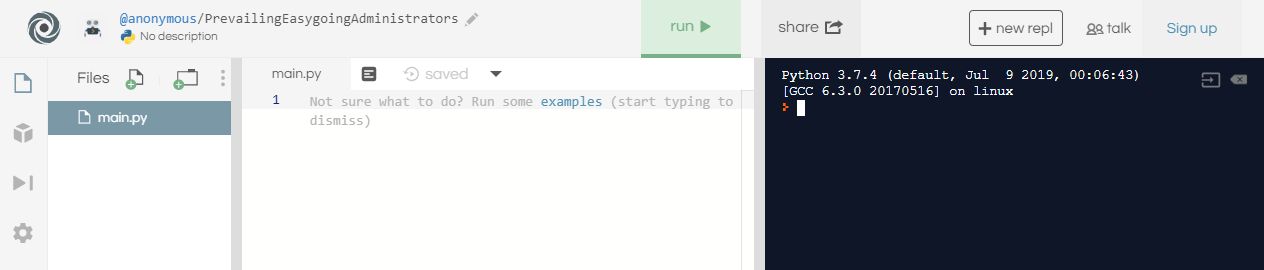 @anonymous/PrevailingEasygoingAdministrators
No description
run
share
new repl
talk
Sign up
Files
main.py
main.py
saved
1 Not sure what to do? Run some examples (start typing to
dismiss)
Python 3.7.4 (default, Jul  9 2019, 00:06:43)
[GCC 6.3.0 20170516] on linux